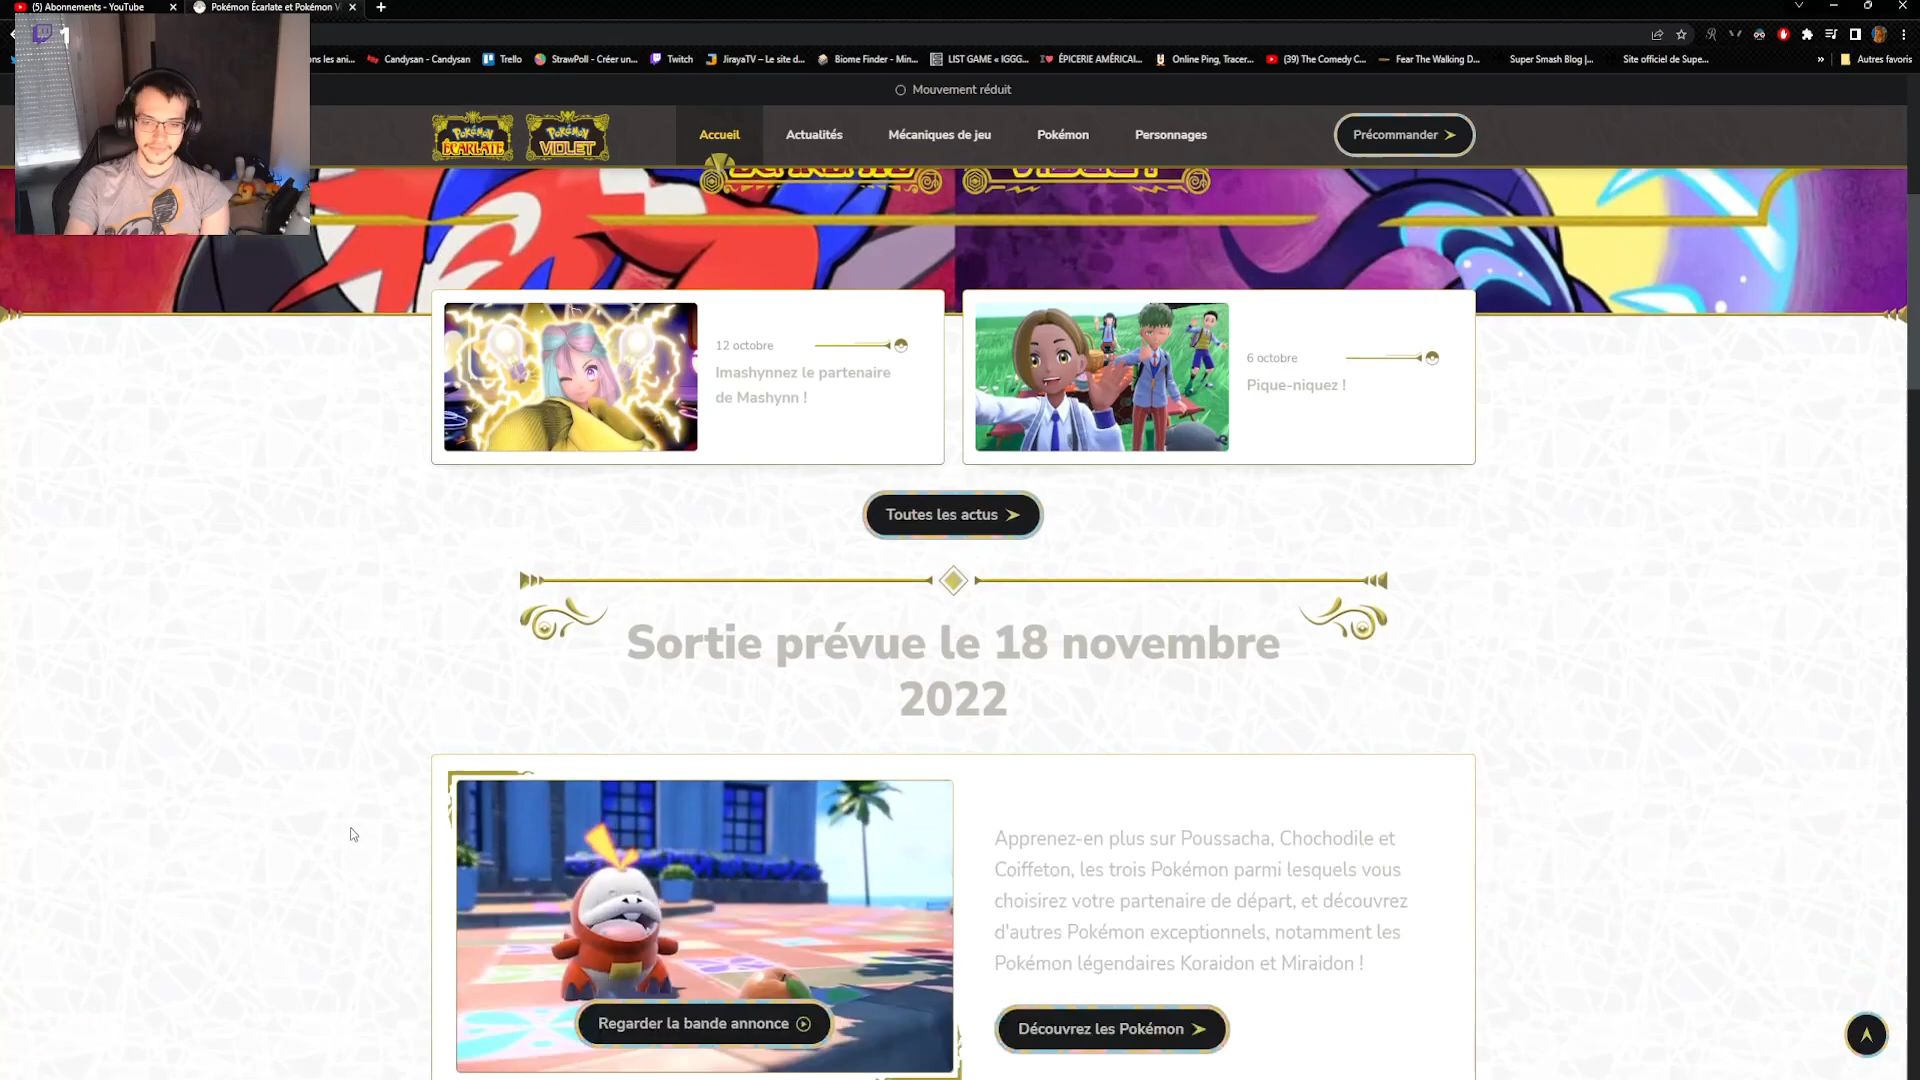 (5) Abonnements - YouTube
Pokémon Écarlate et Pokémon V
ons les ani...
Candysan - Candysan
Trello
StrawPoll - Créer un...
Twitch
JirayaTV – Le site d...
Biome Finder - Min...
LIST GAME « IGGG...
ÉPICERIE AMÉRICAI...
Online Ping, Tracer...
(39) The Comedy C...
Fear The Walking D...
Super Smash Blog |...
Site officiel de Supe...
»
Autres favoris
1
Mouvement réduit
POKÉMON ÉCARLATE
POKÉMON VIOLET
Accueil
Actualités
Mécaniques de jeu
Pokémon
Personnages
Précommander
12 octobre
Imashynnez le partenaire
de Mashynn !
6 octobre
Pique-niquez !
Toutes les actus
Sortie prévue le 18 novembre
2022
Apprenez-en plus sur Poussacha, Chochodile et
Coiffeton, les trois Pokémon parmi lesquels vous
choisirez votre partenaire de départ, et découvrez
d'autres Pokémon exceptionnels, notamment les
Pokémon légendaires Koraidon et Miraidon !
Regarder la bande annonce
Découvrez les Pokémon